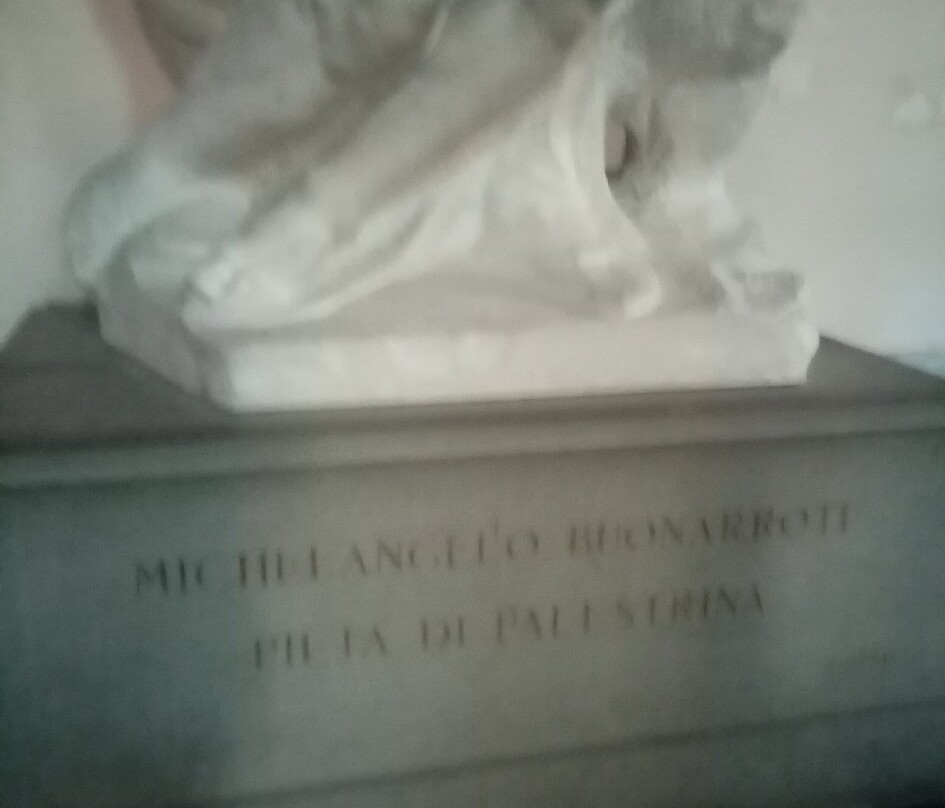 MICHELANGELO BUONARROTI
PIETA DI PALESTRINA